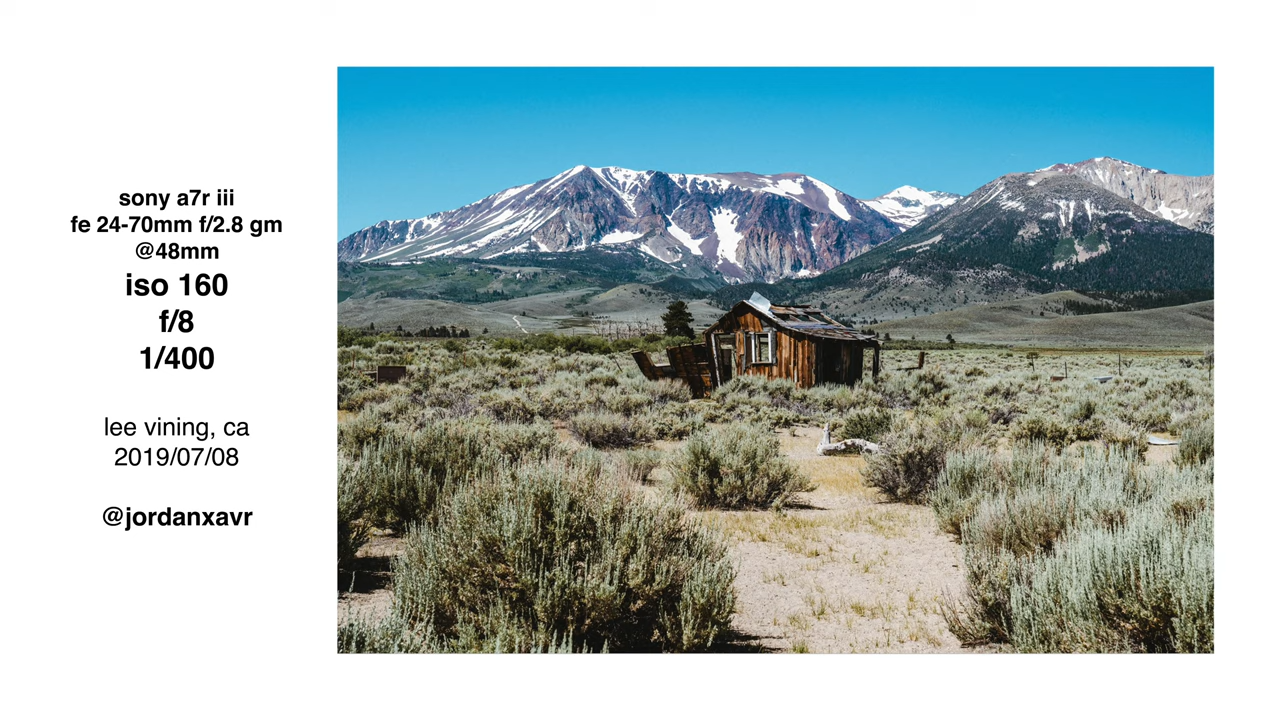 sony a7r iii
fe 24-70mm f/2.8 gm
@48mm
iso 160
f/8
1/400
lee vining, ca
2019/07/08
@jordanxavr